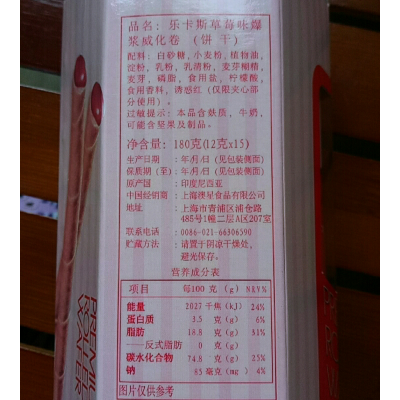 品名：乐卡斯草莓味爆
浆威化卷 （饼干）
配料：白砂糖，小麦粉，植物油，
淀粉，乳粉，乳清粉，麦芽糊精，
麦芽，磷脂，食用盐，柠檬酸，
食用香料，诱惑红（仅限夹心部
分使用）。
过敏提示：本品含麸质，牛奶，
可能含坚果及制品。
净含量：180克(12克x15)
生产日期 ：年/月/日（见包装侧面）
保质期（至）：年/月/日（见包装侧面）
原产国 ：印度尼西亚
中国经销商 ：上海澳星食品有限公司
地址 ：上海市青浦区浦仓路
485号1幢二层A区207室
联系电话 ：0086-021-66306590
贮藏方法 ：请置于阴凉干燥处，
避光保存。
营养成分表
项目 每100 克（g） NRV%
能量 2027 千焦（kJ） 24%
蛋白质 3.5 克（g） 6%
脂肪 18.8 克（g） 31%
——反式脂肪 0 克（g）
碳水化合物 74.8 克（g） 25%
钠 85 毫克（mg） 4%
图片仅供参考